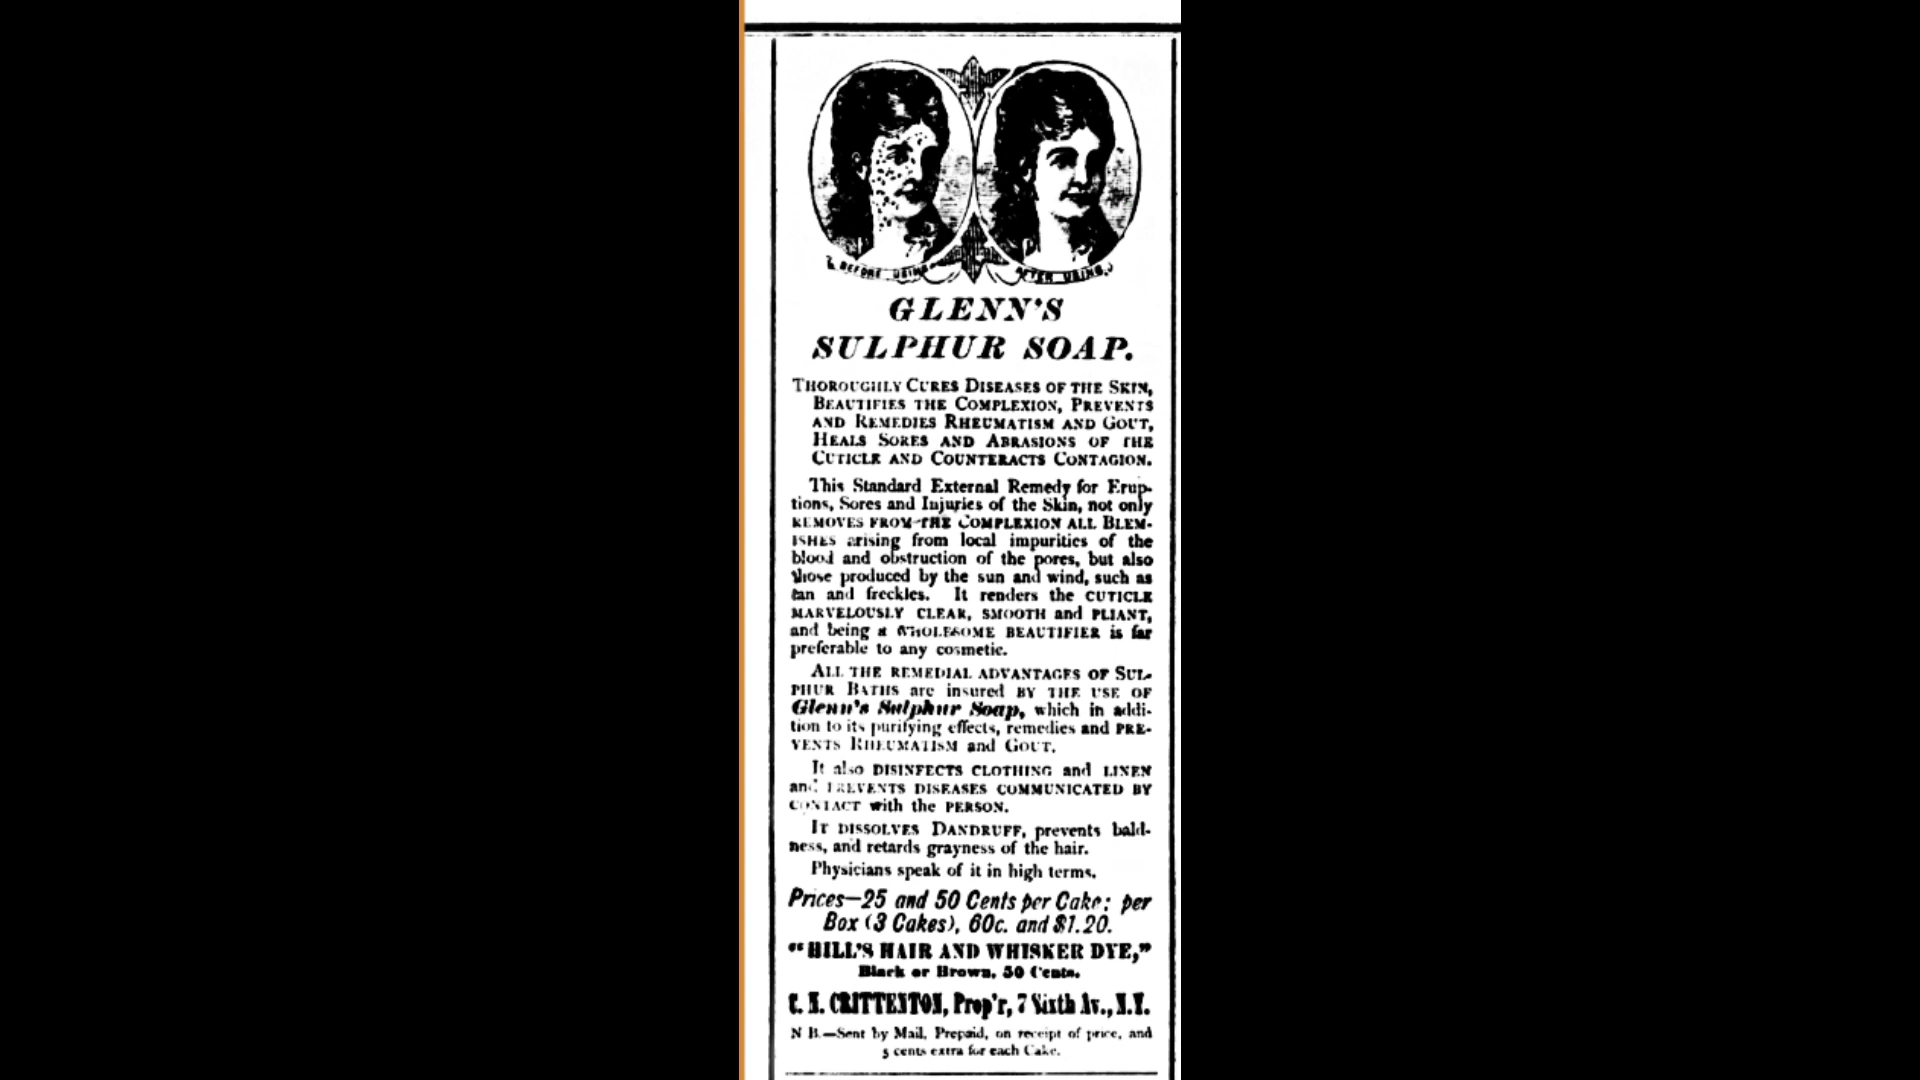 BEFORE USING
AFTER USING
GLENN'S
SULPHUR SOAP.
THOROUGHLY CURES DISEASES OF THE SKIN,
BEAUTIFIES THE COMPLEXION, PREVENTS
AND REMEDIES RHEUMATISM AND GOUT,
HEALS SORES AND ABRASIONS OF THE
CUTICLE AND COUNTERACTS CONTAGION.
This Standard External Remedy for Erup-
tions, Sores and Injuries of the Skin, not only
REMOVES FROM THE COMPLEXION ALL BLEM-
ISHES arising from local impurities of the
blood and obstruction of the pores, but also
those produced by the sun and wind, such as
tan and freckles. It renders the CUTICLE
MARVELOUSLY CLEAR, SMOOTH and PLIANT,
and being a WHOLESOME BEAUTIFIER is far
preferable to any cosmetic.
ALL THE REMEDIAL ADVANTAGES OF SUL-
PHUR BATHS are insured BY THE USE OF
Glenn's Sulphur Soap, which in addi-
tion to its purifying effects, remedies and PRE-
VENTS RHEUMATISM and GOUT.
It also DISINFECTS CLOTHING and LINEN
and PREVENTS DISEASES COMMUNICATED BY
CONTACT with the PERSON.
IT DISSOLVES DANDRUFF, prevents bald-
ness, and retards grayness of the hair.
Physicians speak of it in high terms.
Prices—25 and 50 Cents per Cake; per
Box (3 Cakes), 60c. and $1.20.
"HILL'S HAIR AND WHISKER DYE,"
Black or Brown, 50 Cents.
C. N. CRITTENTON, Prop'r, 7 Sixth Av., N.Y.
N B.—Sent by Mail, Prepaid, on receipt of price, and
5 cents extra for each Cake.